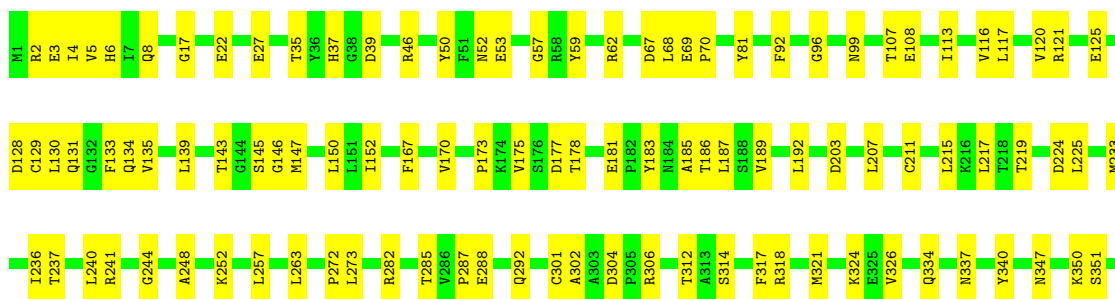 M1 R2 E3 I4 V5 H6 I7 Q8 G17 E22 E27 T35 Y36 H37 G38 D39 R46 Y50 F51 N52 E53 G57 R58 Y59 R62 D67 L68 E69 P70 Y81 F92 G96 N99 T107 E108 I113 V116 L117 V120 R121 E125
D128 C129 L130 Q131 G132 F133 Q134 V135 L139 T143 G144 S145 G146 M147 L150 L151 I152 F167 V170 P173 K174 V175 S176 D177 T178 E181 P182 Y183 N184 A185 T186 L187 S188 V189 L192 D203 L207 C211 L215 K216 L217 T218 T219 D224 L225 M233
I236 T237 L240 R241 G244 A248 K252 L257 L263 P272 L273 R282 T285 V286 P287 E288 Q292 C301 A302 A303 D304 P305 R306 T312 A313 S314 F317 R318 M321 K324 E325 V326 Q334 N337 Y340 N347 K350 S351